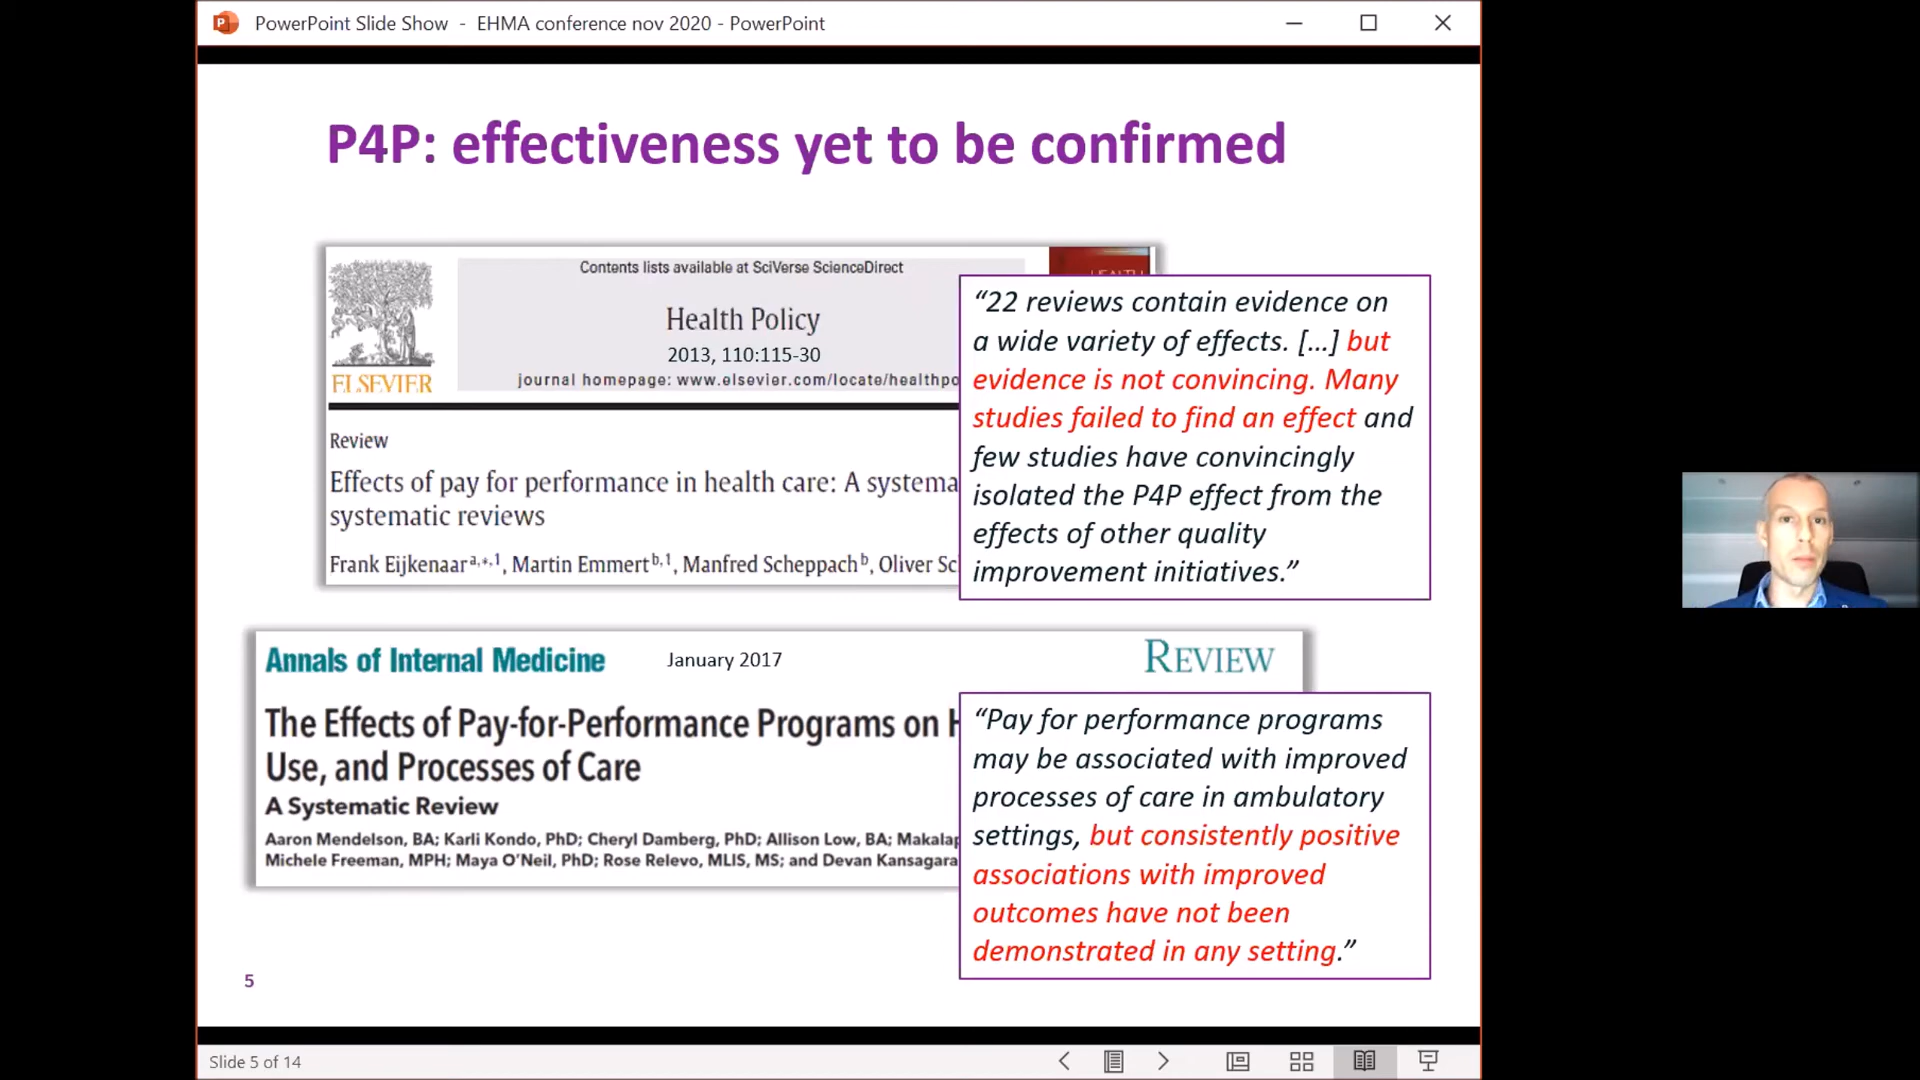 PowerPoint Slide Show - EHMA conference nov 2020 - PowerPoint
P4P: effectiveness yet to be confirmed
Contents lists available at SciVerse ScienceDirect
Health Policy
2013, 110:115-30
journal homepage: www.elsevier.com/locate/healthpo
ELSEVIER
Review
Effects of pay for performance in health care: A systema
systematic reviews
Frank Eijkenaar a,*,1, Martin Emmert b,1, Manfred Scheppach b, Oliver Sc
“22 reviews contain evidence on
a wide variety of effects. […] but
evidence is not convincing. Many
studies failed to find an effect and
few studies have convincingly
isolated the P4P effect from the
effects of other quality
improvement initiatives.”
Annals of Internal Medicine January 2017 REVIEW
The Effects of Pay-for-Performance Programs on H
Use, and Processes of Care
A Systematic Review
Aaron Mendelson, BA; Karli Kondo, PhD; Cheryl Damberg, PhD; Allison Low, BA; Makalap
Michele Freeman, MPH; Maya O’Neil, PhD; Rose Relevo, MLIS, MS; and Devan Kansagara
“Pay for performance programs
may be associated with improved
processes of care in ambulatory
settings, but consistently positive
associations with improved
outcomes have not been
demonstrated in any setting.”
5
Slide 5 of 14